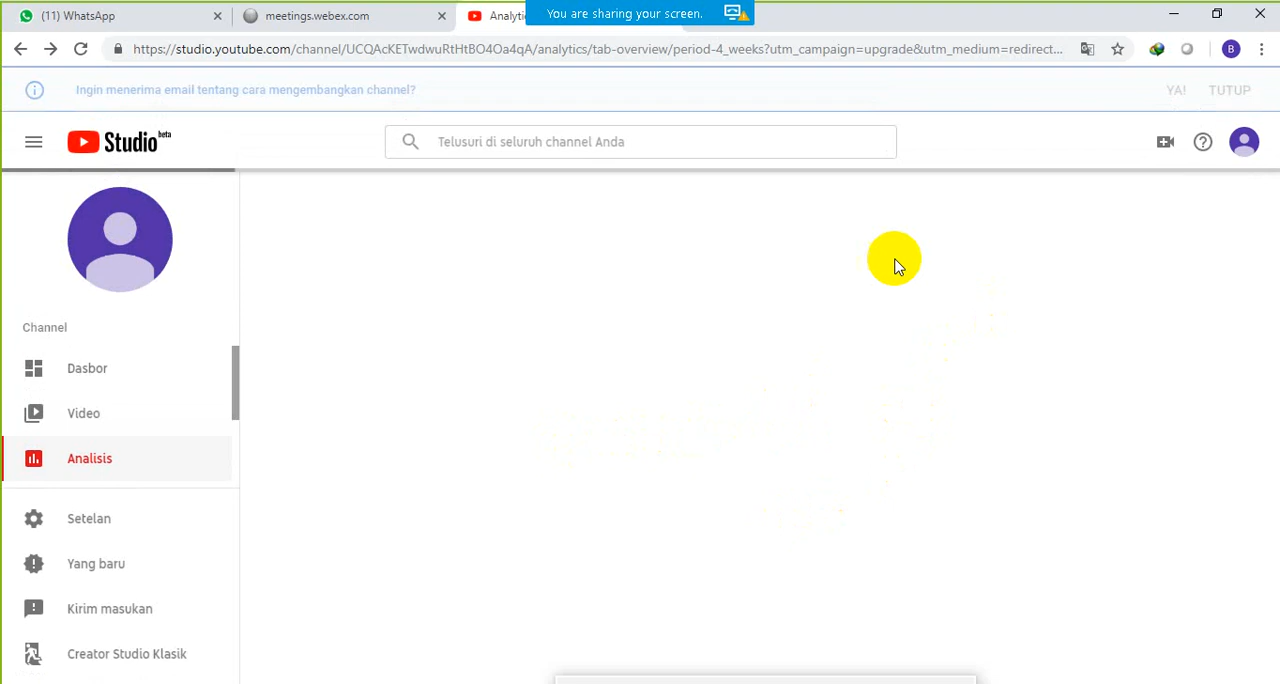 (11) WhatsApp
meetings.webex.com
Analyti
You are sharing your screen.
https://studio.youtube.com/channel/UCQAcKETwdwuRtHtBO4Oa4qA/analytics/tab-overview/period-4_weeks?utm_campaign=upgrade&utm_medium=redirect...
B
Ingin menerima email tentang cara mengembangkan channel?
YA!
TUTUP
Studio beta
Telusuri di seluruh channel Anda
Channel
Dasbor
Video
Analisis
Setelan
Yang baru
Kirim masukan
Creator Studio Klasik